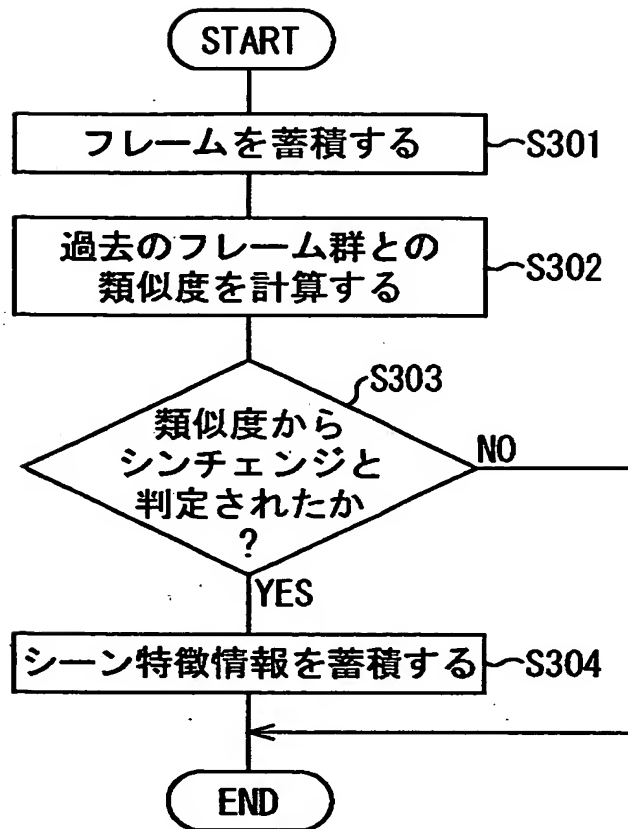 START
フレームを蓄積する
S301
過去のフレーム群との
類似度を計算する
S302
S303
類似度から
シンチェンジと
判定されたか
?
NO
YES
シーン特徴情報を蓄積する
S304
END